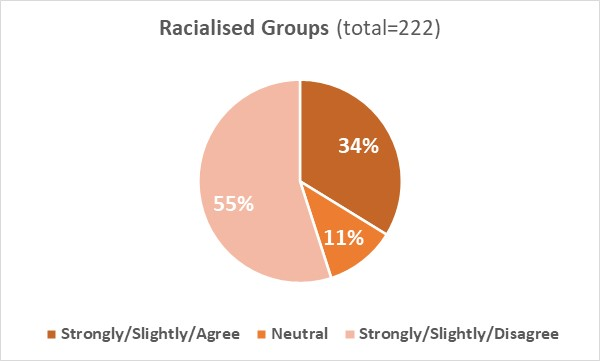 Racialised Groups (total=222)
34%
55%
11%
Strongly/Slightly/Agree Neutral Strongly/Slightly/Disagree